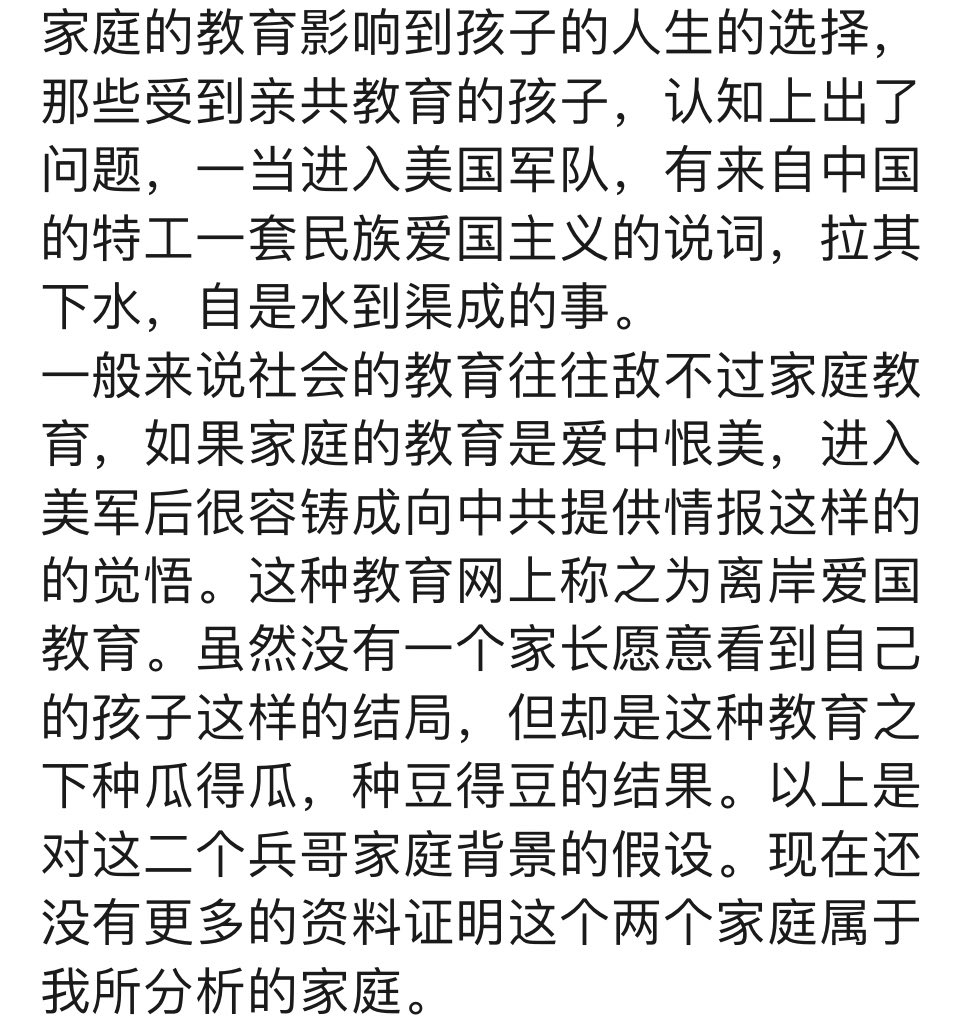 家庭的教育影响到孩子的人生的选择，
那些受到亲共教育的孩子，认知上出了
问题，一当进入美国军队，有来自中国
的特工一套民族爱国主义的说词，拉其
下水，自是水到渠成的事。
一般来说社会的教育往往敌不过家庭教
育，如果家庭的教育是爱中恨美，进入
美军后很容铸成向中共提供情报这样的
的觉悟。这种教育网上称之为离岸爱国
教育。虽然没有一个家长愿意看到自己
的孩子这样的结局，但却是这种教育之
下种瓜得瓜，种豆得豆的结果。以上是
对这二个兵哥家庭背景的假设。现在还
没有更多的资料证明这个两个家庭属于
我所分析的家庭。